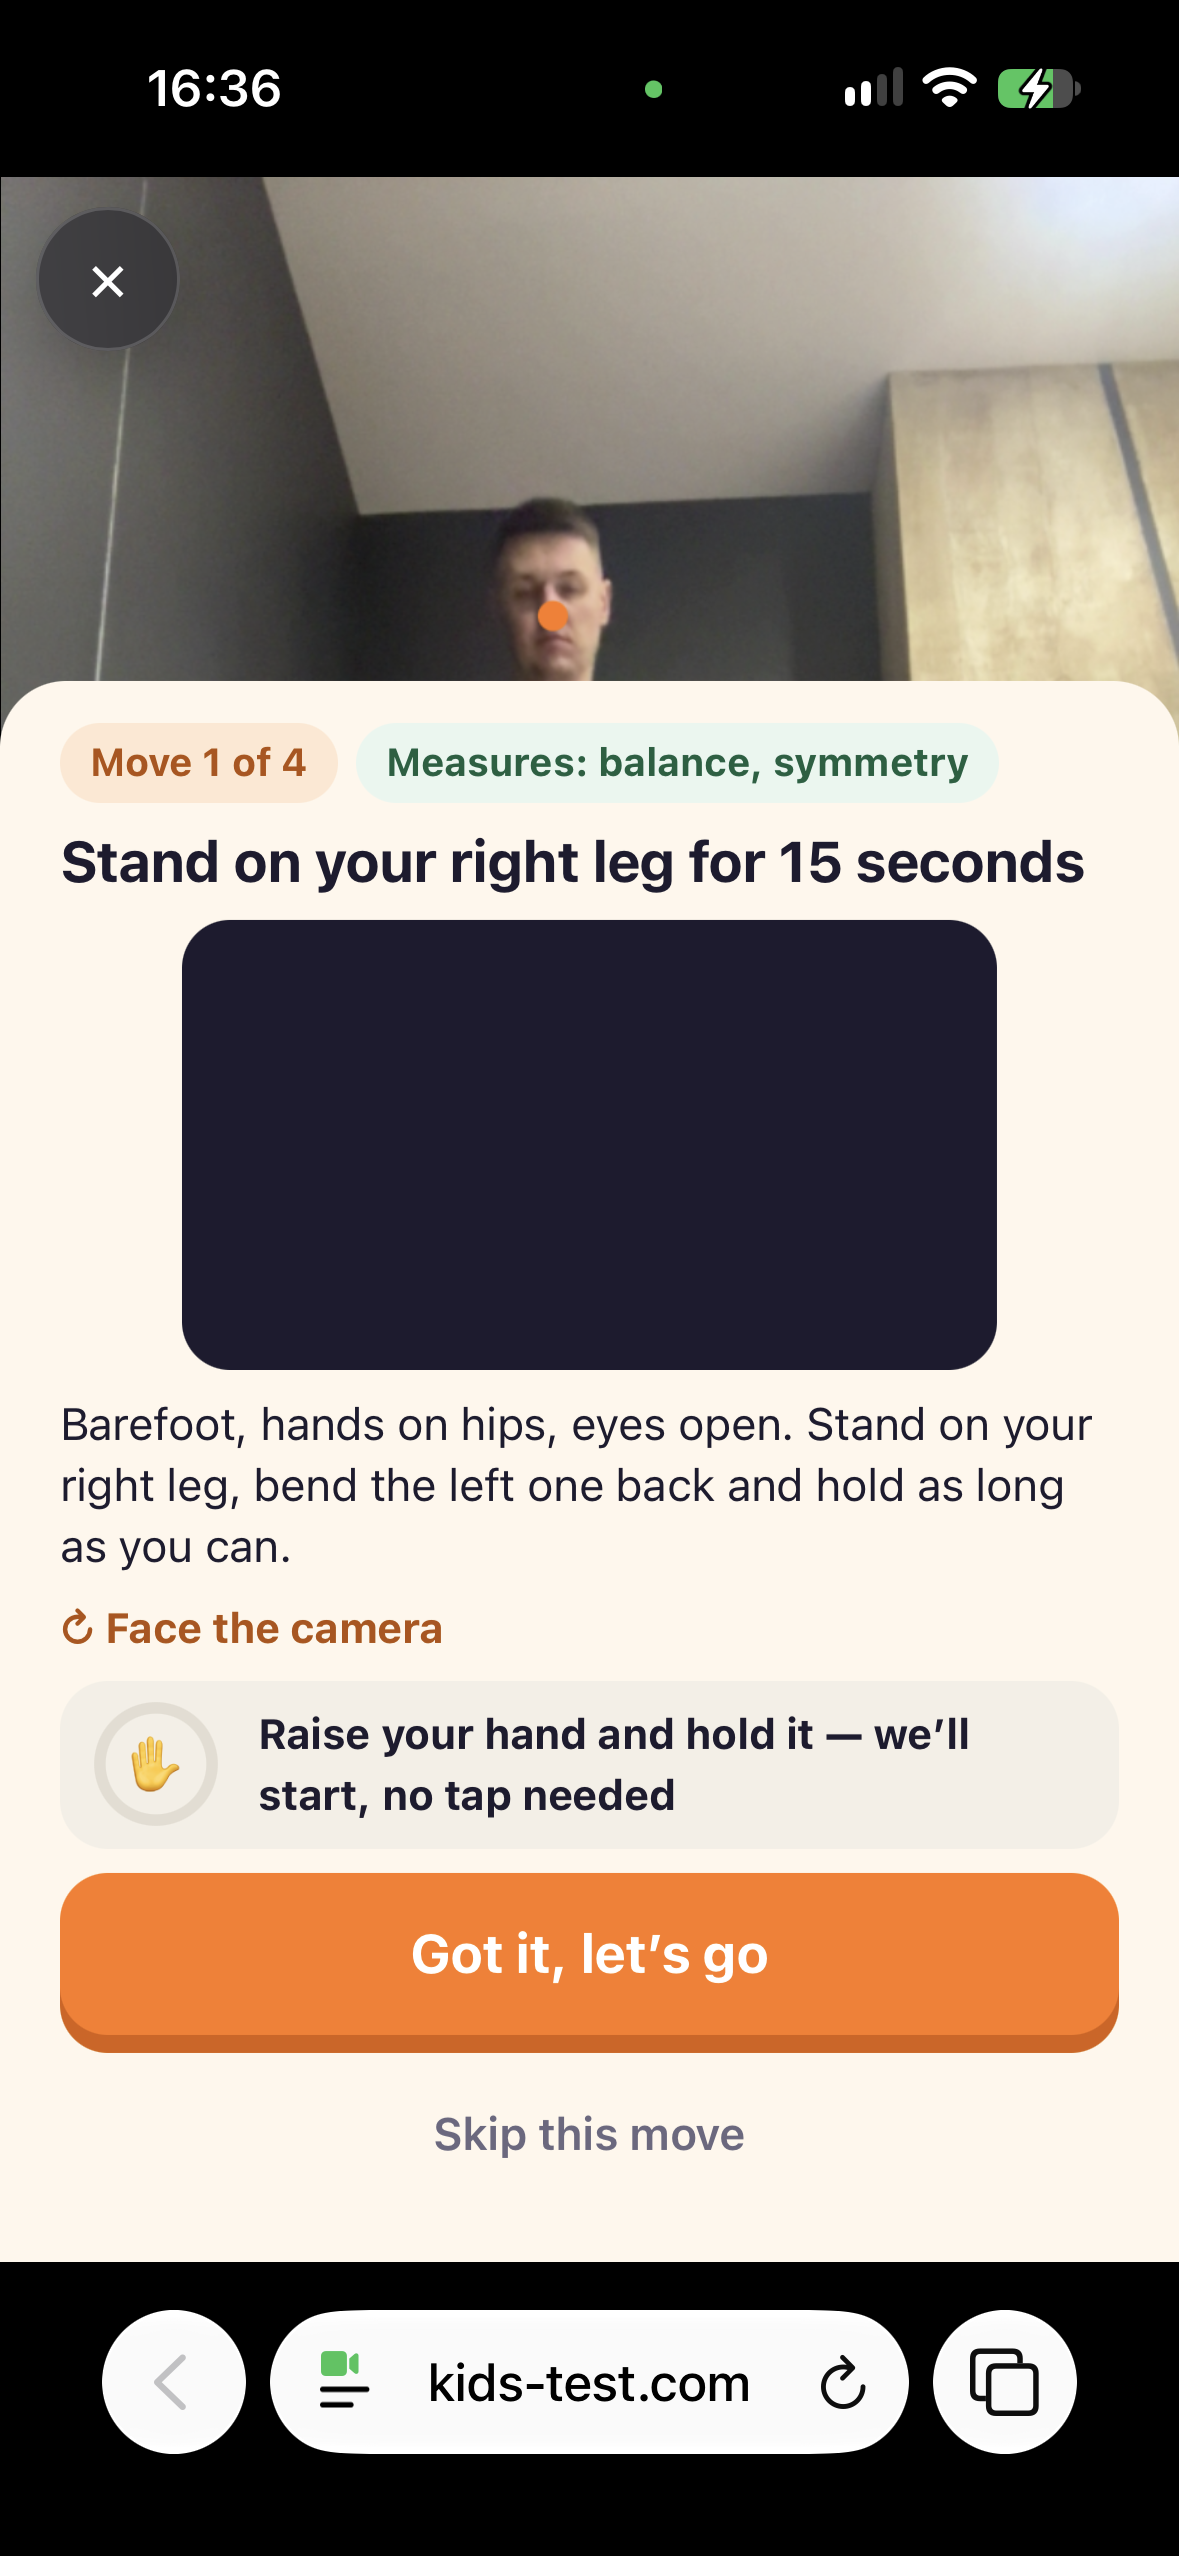 16:36
Move 1 of 4
Measures: balance, symmetry
Stand on your right leg for 15 seconds
Barefoot, hands on hips, eyes open. Stand on your
right leg, bend the left one back and hold as long
as you can.
↻ Face the camera
Raise your hand and hold it — we’ll
start, no tap needed
Got it, let’s go
Skip this move
kids-test.com